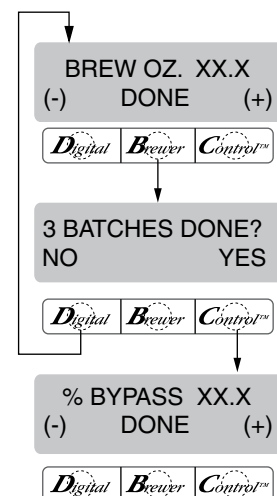 BREW OZ. XX.X
(-) DONE (+)
Digital Brewer Control™
3 BATCHES DONE?
NO YES
Digital Brewer Control™
% BYPASS XX.X
(-) DONE (+)
Digital Brewer Control™